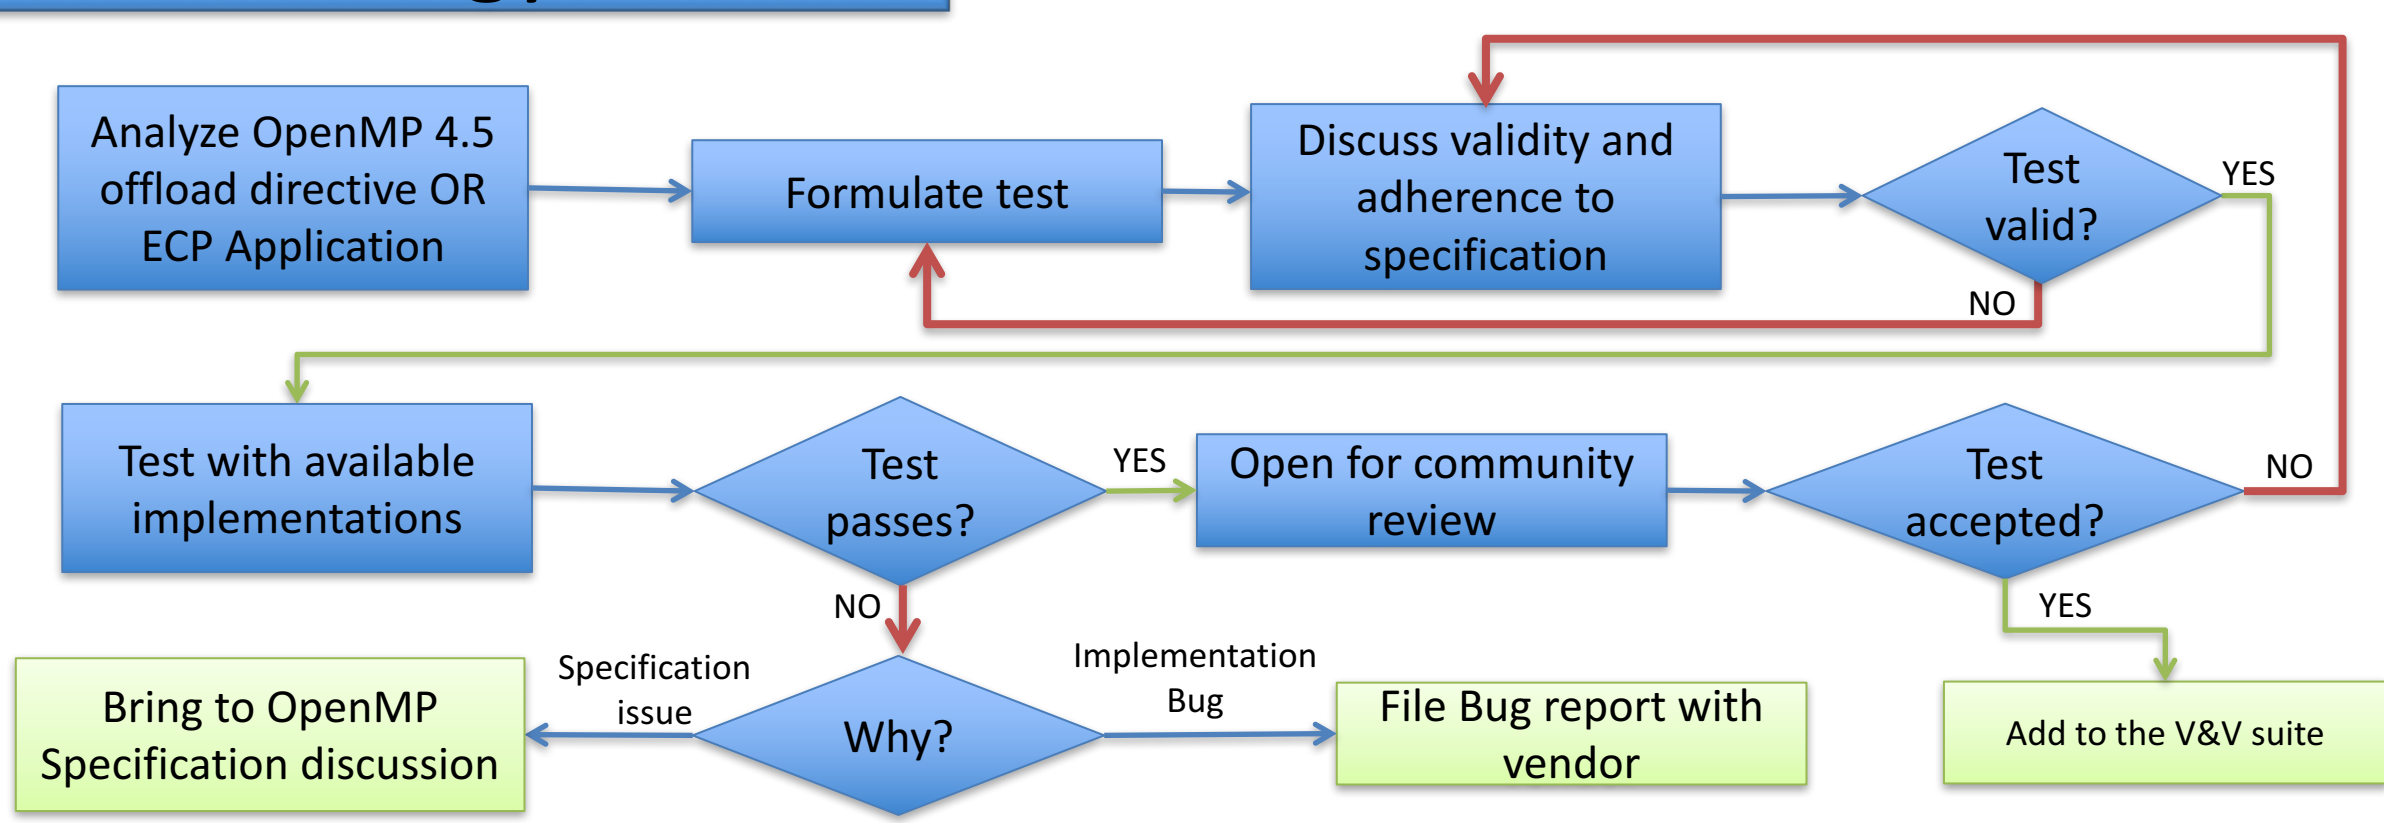 Analyze OpenMP 4.5
offload directive OR
ECP Application
Formulate test
Discuss validity and
adherence to
specification
Test
valid?
YES
NO
Test with available
implementations
Test
passes?
YES
NO
Open for community
review
Test
accepted?
NO
YES
Why?
Specification
issue
Implementation
Bug
Bring to OpenMP
Specification discussion
File Bug report with
vendor
Add to the V&V suite